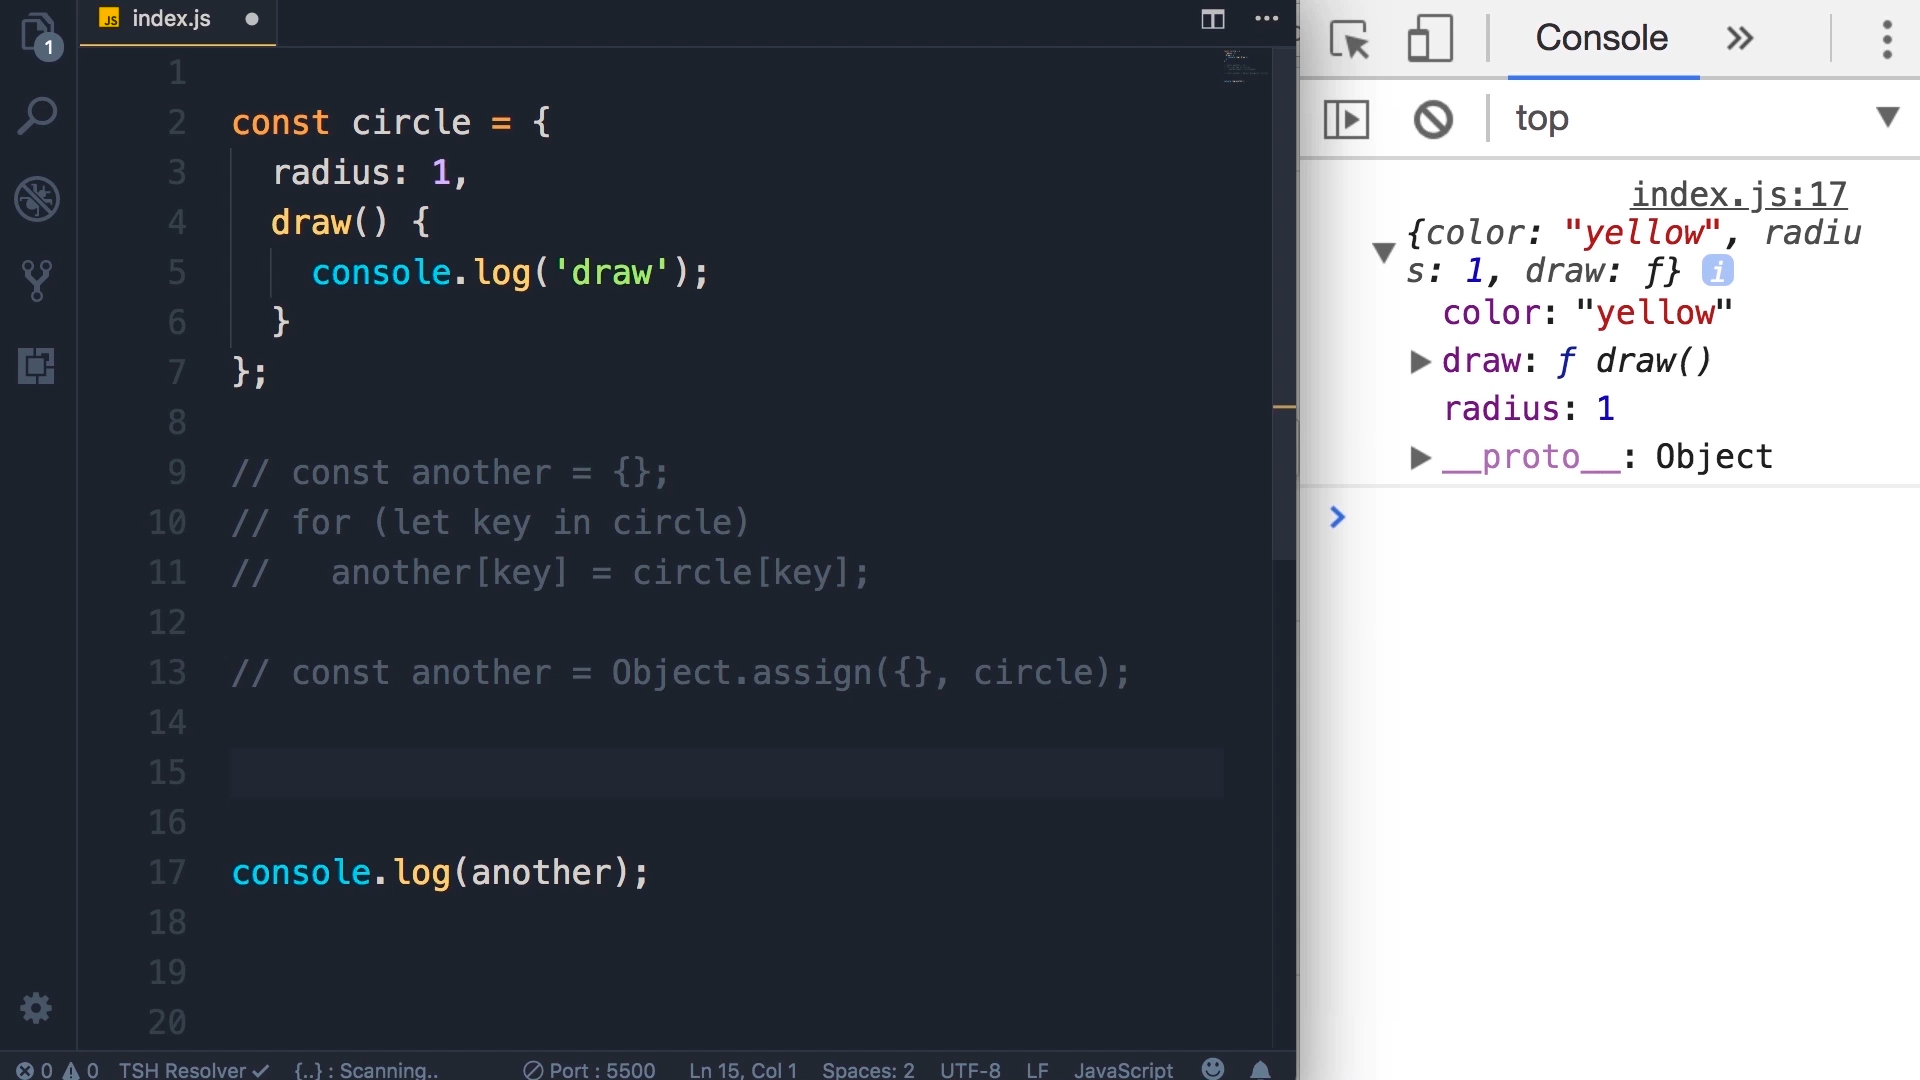 1
JS index.js
1
2 const circle = {
3 radius: 1,
4 draw() {
5 console.log('draw');
6 }
7 };
8
9 // const another = {};
10 // for (let key in circle)
11 // another[key] = circle[key];
12
13 // const another = Object.assign({}, circle);
14
15
16
17 console.log(another);
18
19
20
0 0 TSH Resolver {..} : Scanning.. Port : 5500 Ln 15, Col 1 Spaces: 2 UTF-8 LF JavaScript
Console
top
index.js:17
{color: "yellow", radiu
s: 1, draw: ƒ} i
color: "yellow"
draw: ƒ draw()
radius: 1
__proto__: Object